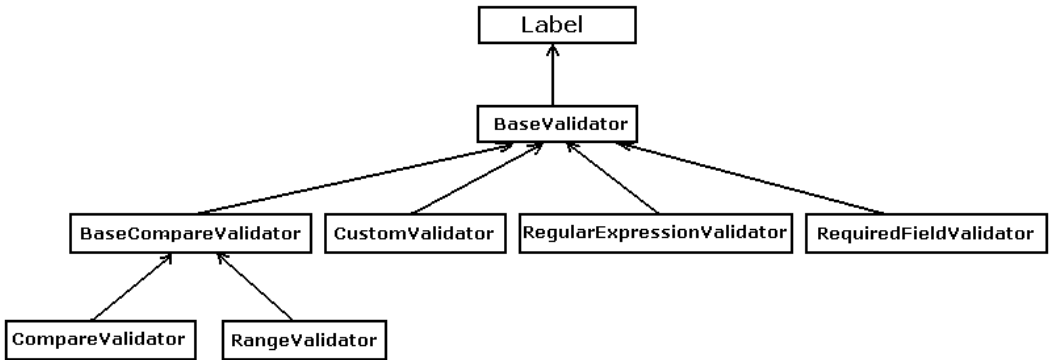 Label
BaseValidator
BaseCompareValidator
CustomValidator
RegularExpressionValidator
RequiredFieldValidator
CompareValidator
RangeValidator